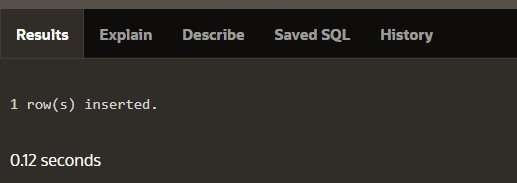 Results Explain Describe Saved SQL History
1 row(s) inserted.
0.12 seconds